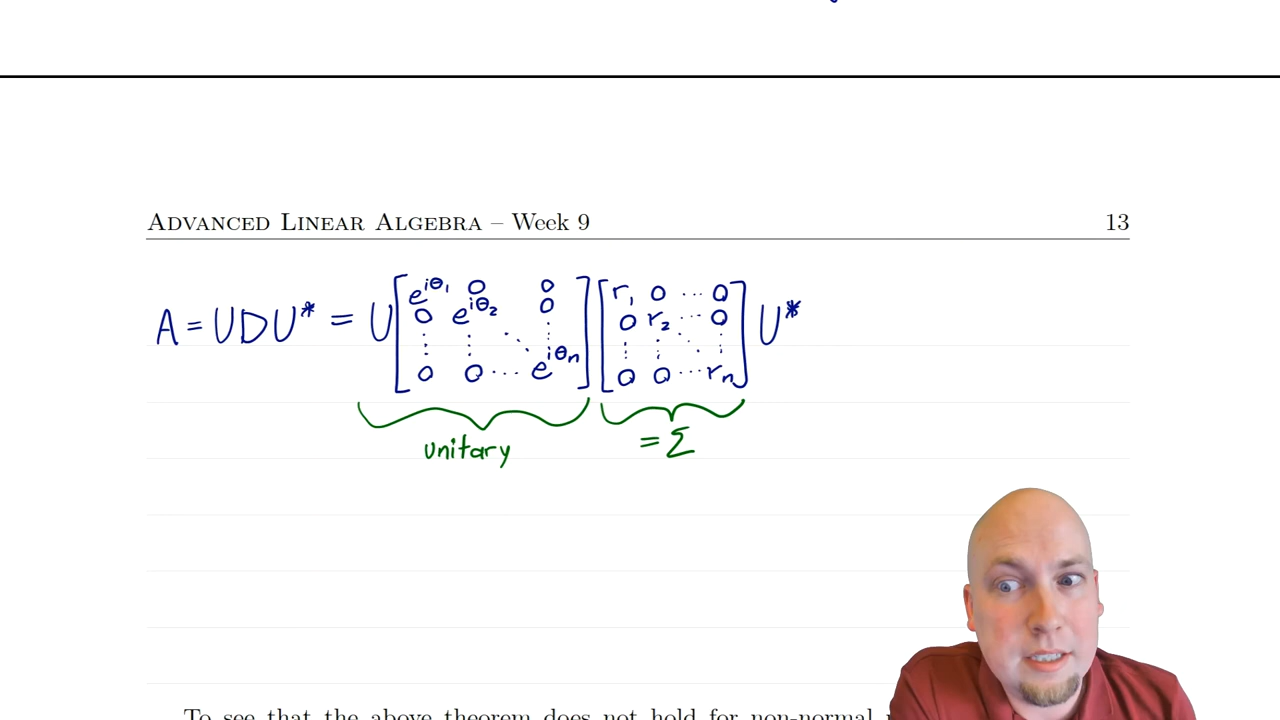 ADVANCED LINEAR ALGEBRA – Week 9 13
A = UDU* = U [ e^{iθ₁} 0 0 ; 0 e^{iθ₂} 0 ; ⋮ ⋮ ⋱ ⋮ ; 0 0 ⋯ e^{iθₙ} ] [ r₁ 0 ⋯ 0 ; 0 r₂ ⋯ 0 ; ⋮ ⋮ ⋱ ⋮ ; 0 0 ⋯ rₙ ] U*
unitary = Σ
To see that the above theorem does not hold for non-normal